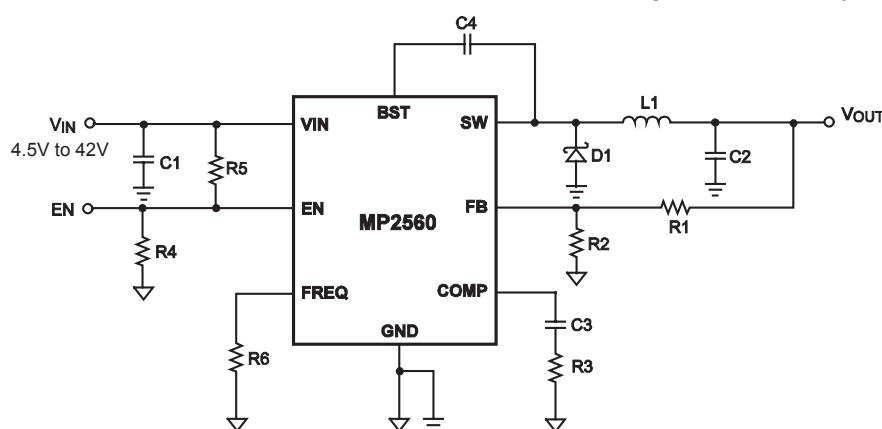 C4
BST
L1
VIN
VIN
SW
VOUT
4.5V to 42V
C1
R5
D1
C2
EN
EN
FB
MP2560
R4
R2
R1
FREQ
COMP
GND
C3
R6
R3